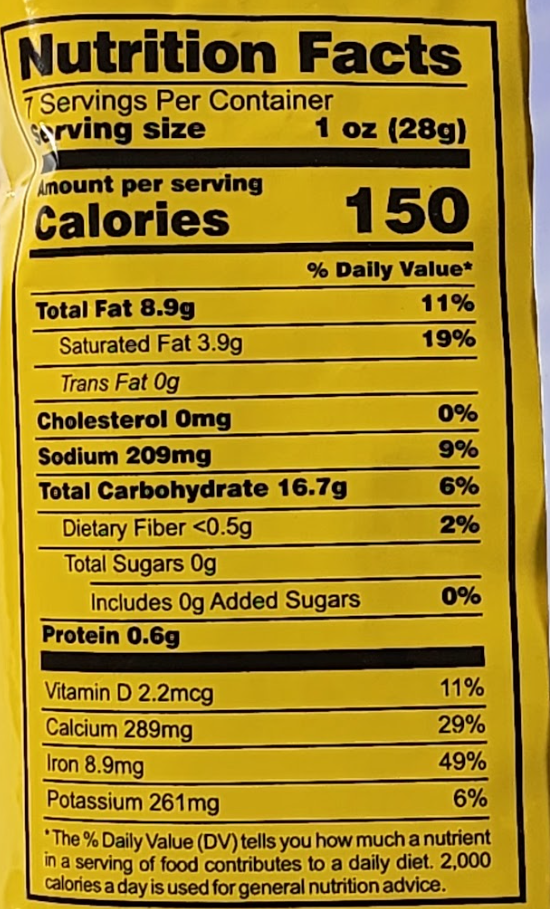 Nutrition Facts
7 Servings Per Container
Serving size 1 oz (28g)
Amount per serving
Calories 150
% Daily Value*
Total Fat 8.9g 11%
Saturated Fat 3.9g 19%
Trans Fat 0g
Cholesterol 0mg 0%
Sodium 209mg 9%
Total Carbohydrate 16.7g 6%
Dietary Fiber <0.5g 2%
Total Sugars 0g
Includes 0g Added Sugars 0%
Protein 0.6g
Vitamin D 2.2mcg 11%
Calcium 289mg 29%
Iron 8.9mg 49%
Potassium 261mg 6%
*The % Daily Value (DV) tells you how much a nutrient
in a serving of food contributes to a daily diet. 2,000
calories a day is used for general nutrition advice.